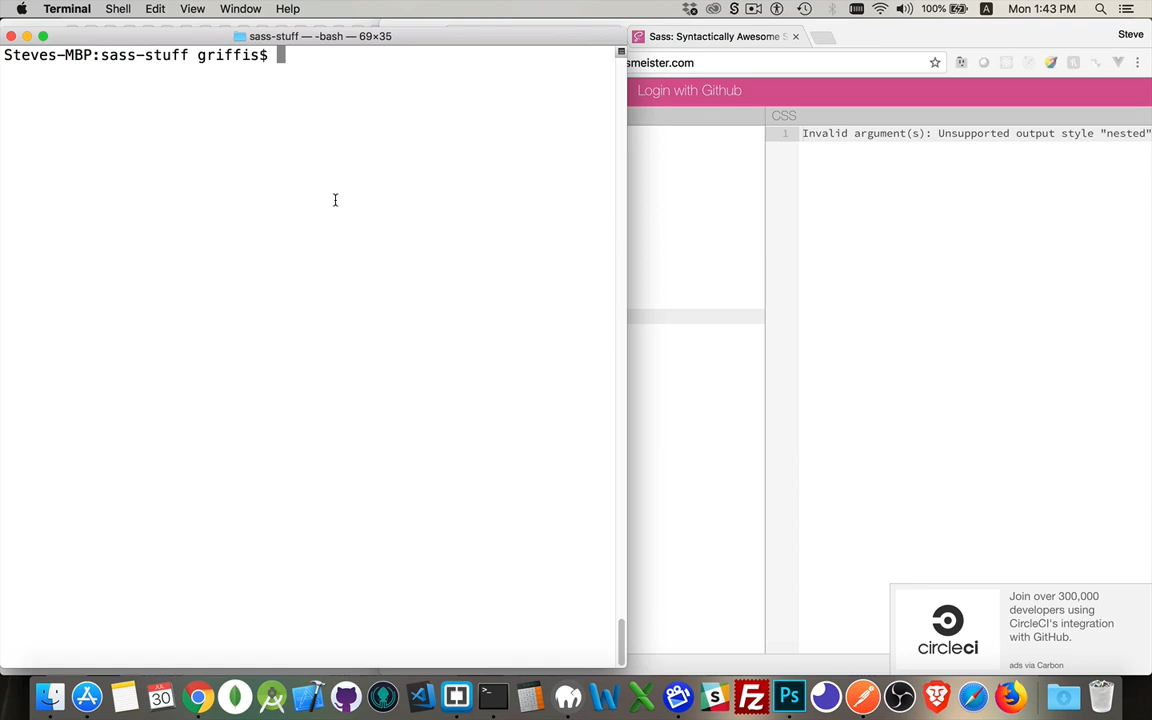 Terminal Shell Edit View Window Help
100% A Mon 1:43 PM
sass-stuff — -bash — 69×35
Sass: Syntactically Awesome S
Steve
Steves-MBP:sass-stuff griffis$
smeister.com
Login with Github
CSS
1 Invalid argument(s): Unsupported output style "nested"
Join over 300,000
developers using
CircleCI's integration
with GitHub.
circleci
ads via Carbon
30